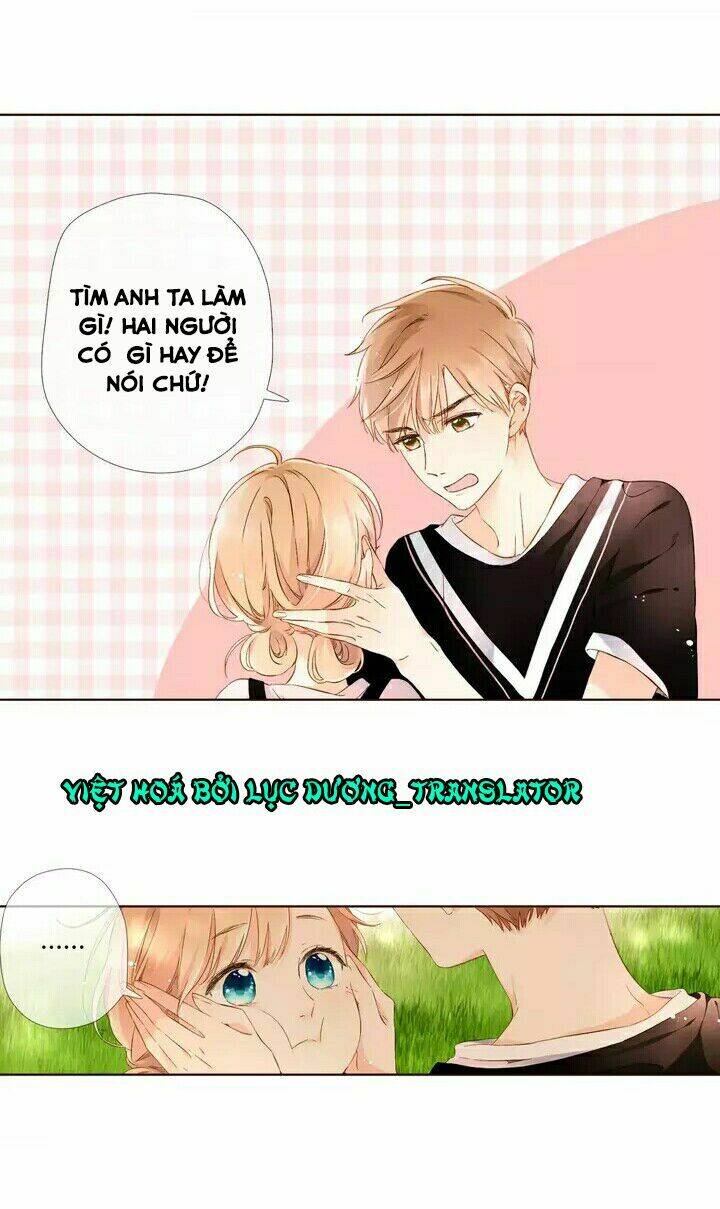 TÌM ANH TA LÀM
GÌ! HAI NGƯỜI
CÓ GÌ HAY ĐỂ
NÓI CHỨ!
VIỆT HOÁ BỞI LỤC DƯƠNG_TRANSLATOR
......